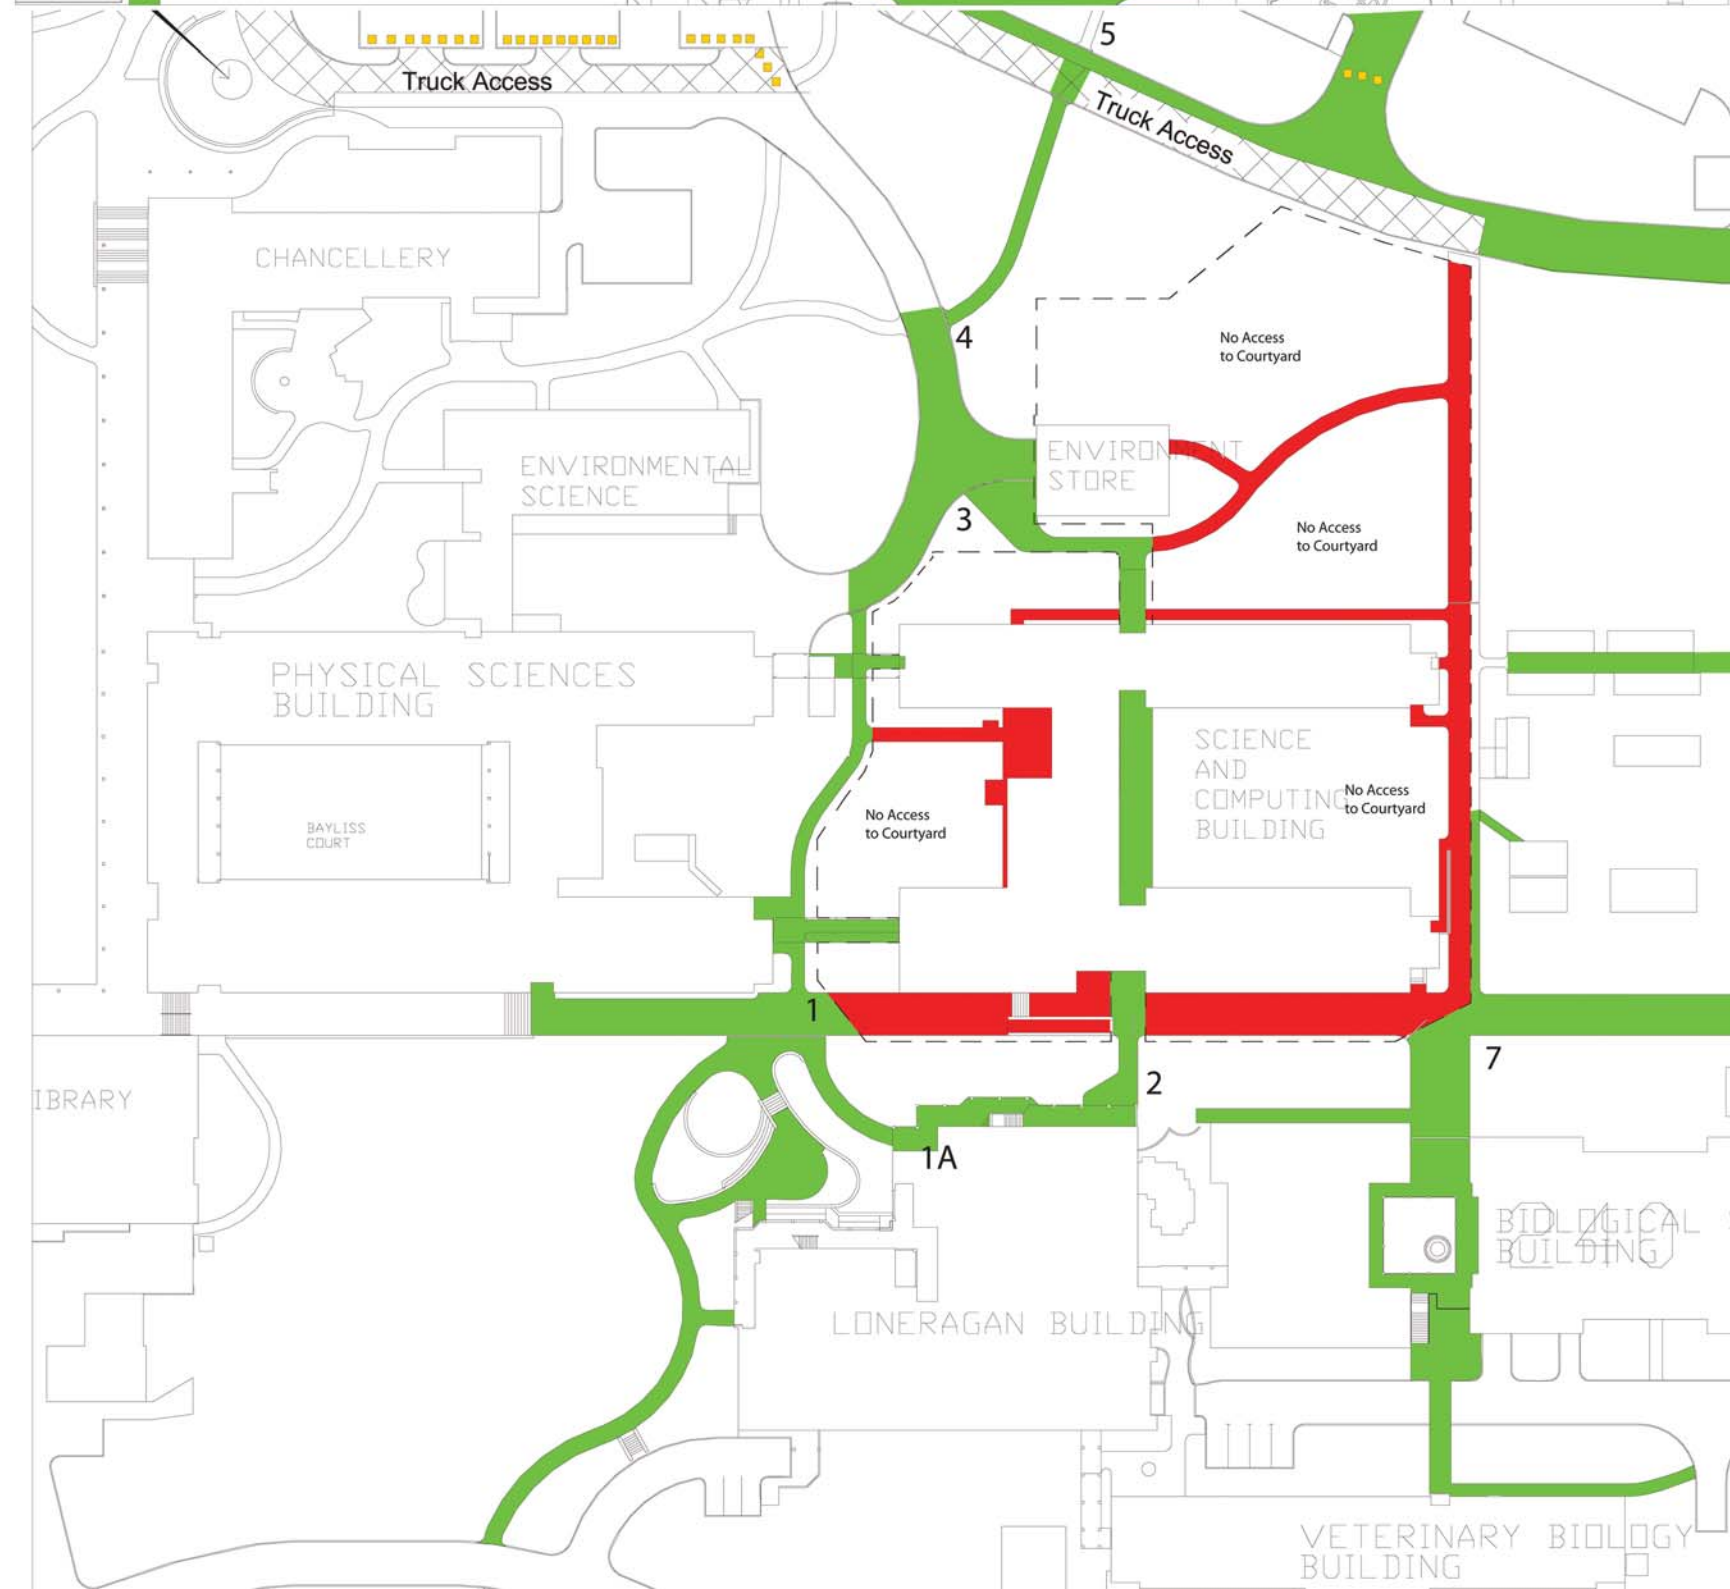 5
Truck Access
Truck Access
CHANCELLERY
4
No Access
to Courtyard
ENVIRONMENTAL
SCIENCE
ENVIRONMENT
STORE
3
No Access
to Courtyard
PHYSICAL SCIENCES
BUILDING
SCIENCE
AND
COMPUTING
BUILDING
No Access
to Courtyard
No Access
to Courtyard
BAYLISS
COURT
1
7
2
IBRARY
1A
BIOLOGICAL
BUILDING
LONERAGAN BUILDING
VETERINARY BIOLOGY
BUILDING